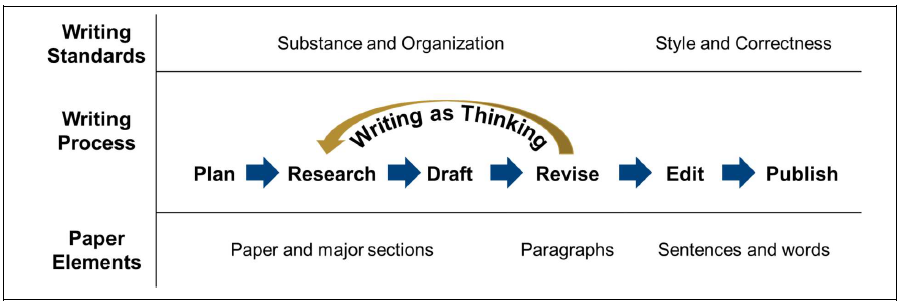 Writing
Standards
Substance and Organization
Style and Correctness
Writing
Process
Writing as Thinking
Plan
Research
Draft
Revise
Edit
Publish
Paper
Elements
Paper and major sections
Paragraphs
Sentences and words